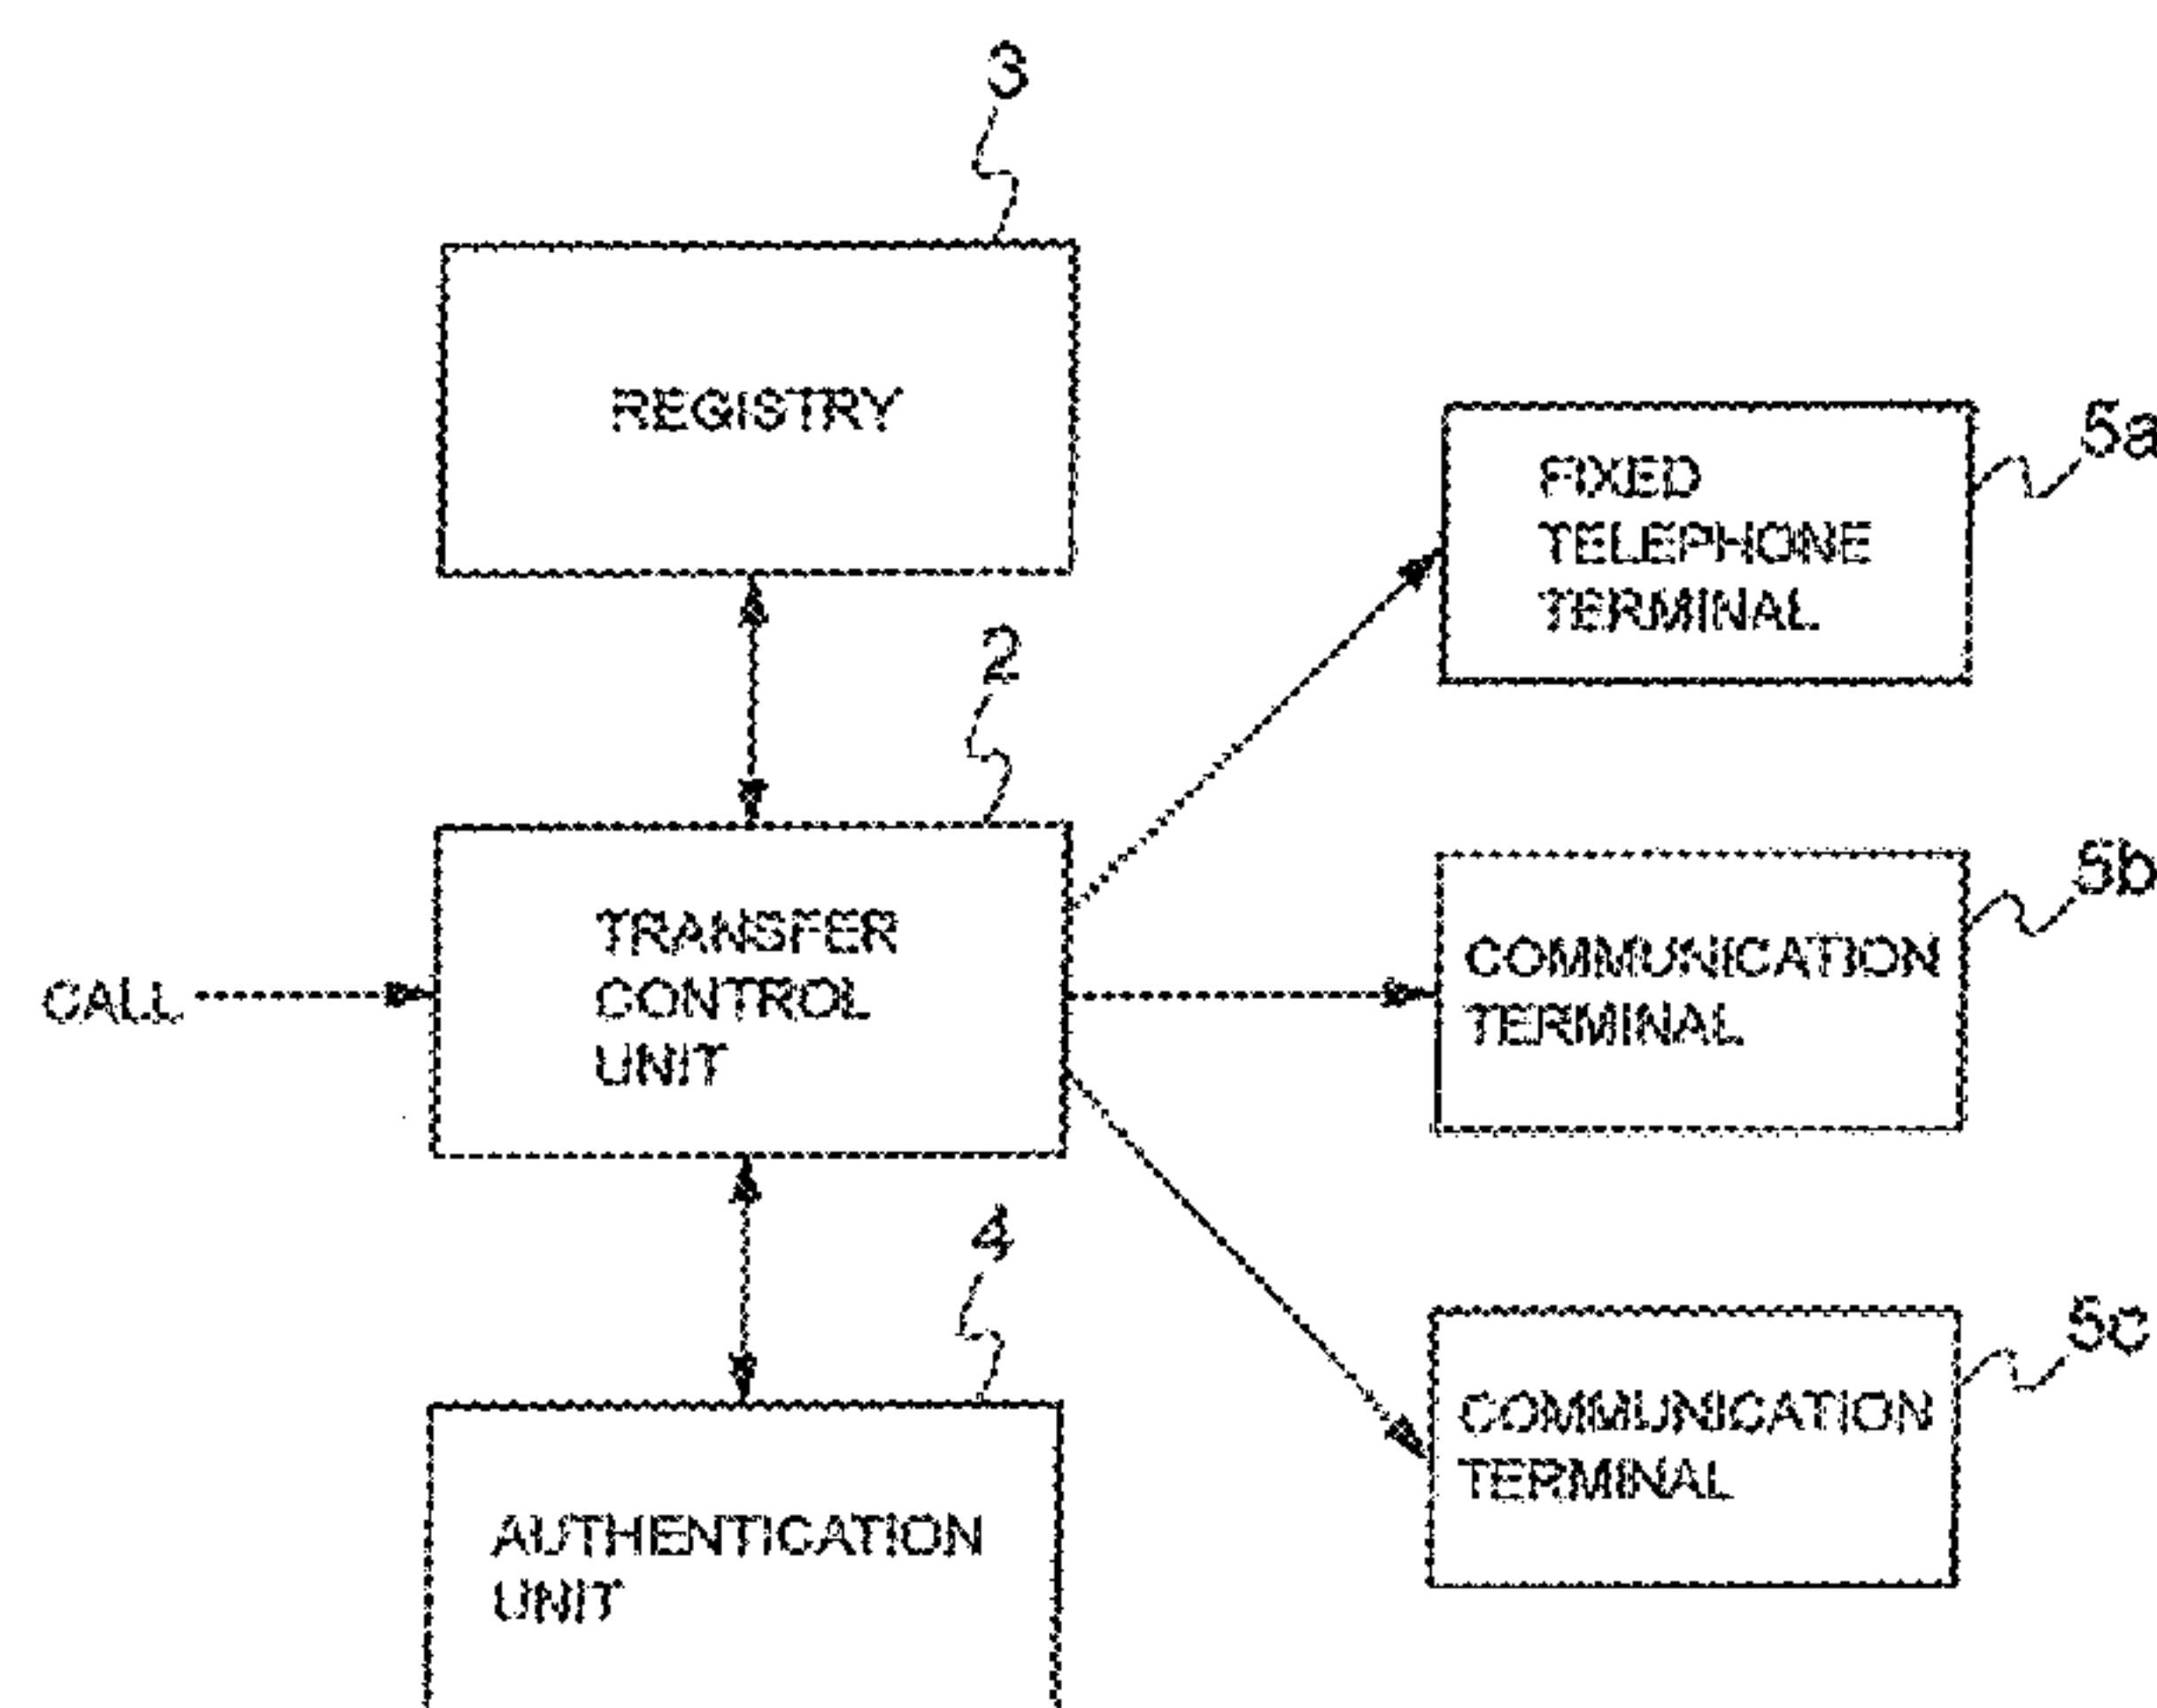 3
REGISTRY
5a
FIXED
TELEPHONE
TERMINAL
2
5b
TRANSFER
CONTROL
UNIT
CALL
COMMUNICATION
TERMINAL
4
5c
COMMUNICATION
TERMINAL
AUTHENTICATION
UNIT